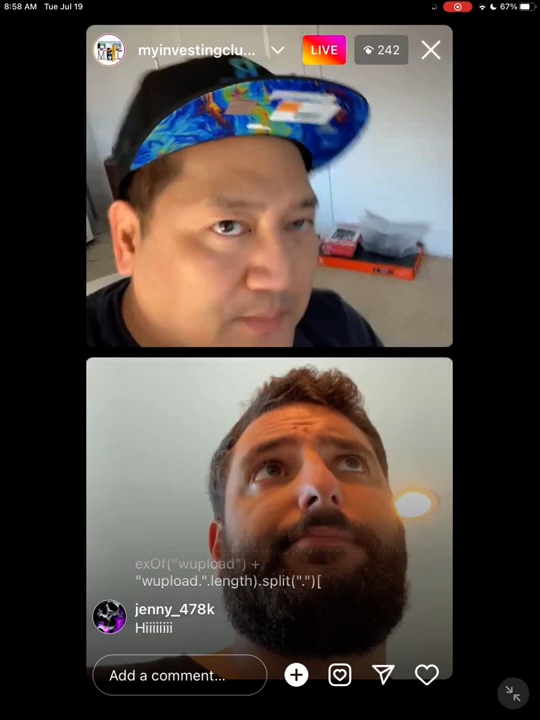 8:58 AM Tue Jul 19
67%
myinvestingclu...
LIVE
242
exOf("wupload") +
"wupload.".length).split(".")[
jenny_478k
Hiiiiiiii
Add a comment...